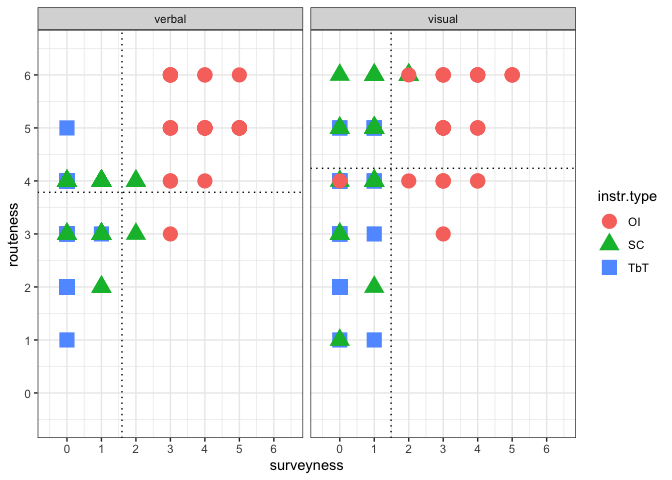 verbal
visual
6
5
4
3
2
1
0
routeness
0 1 2 3 4 5 6
0 1 2 3 4 5 6
surveyness
instr.type
OI
SC
TbT